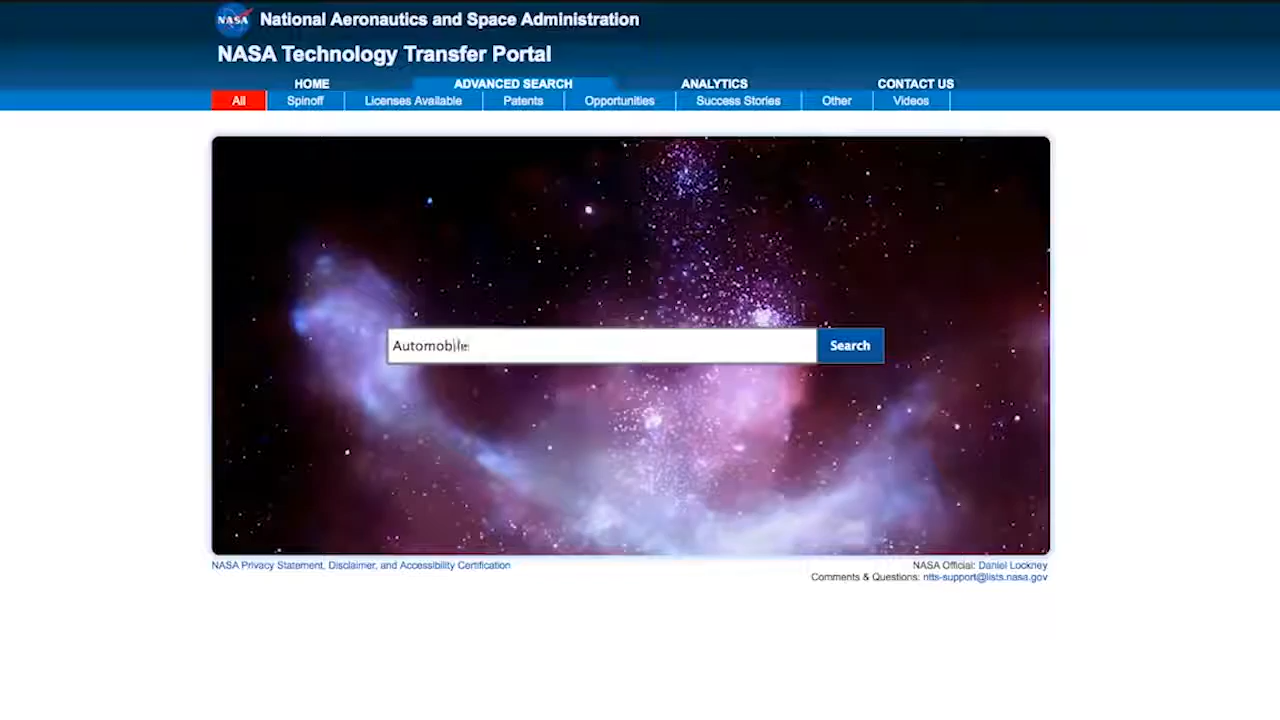 NASA
National Aeronautics and Space Administration
NASA Technology Transfer Portal
HOME ADVANCED SEARCH ANALYTICS CONTACT US
All Spinoff Licenses Available Patents Opportunities Success Stories Other Videos
Automobile Search
NASA Privacy Statement, Disclaimer, and Accessibility Certification
NASA Official: Daniel Lockney
Comments & Questions: ntts-support@lists.nasa.gov